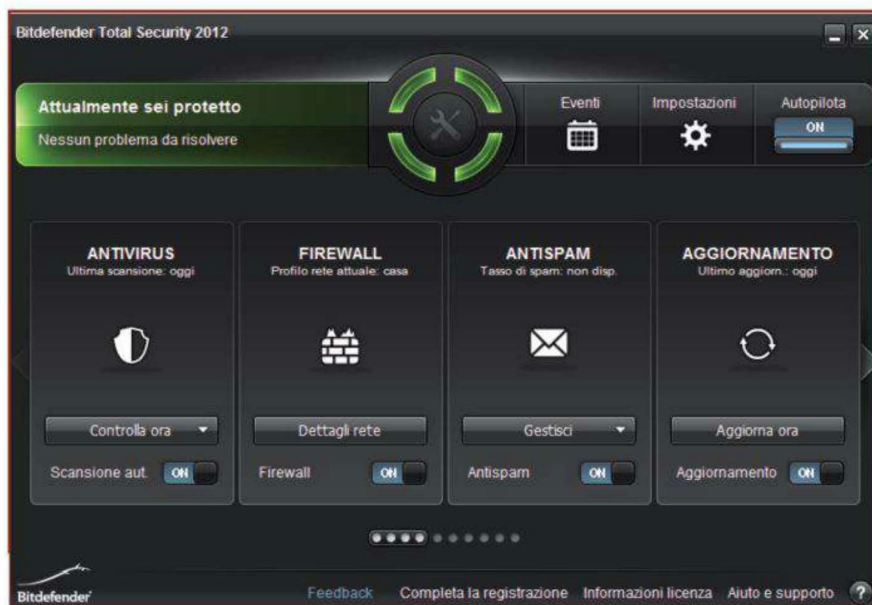 Bitdefender Total Security 2012
Attualmente sei protetto
Nessun problema da risolvere
Eventi
Impostazioni
Autopilota
ON
ANTIVIRUS
Ultima scansione: oggi
Controlla ora
Scansione aut. ON
FIREWALL
Profilo rete attuale: casa
Dettagli rete
Firewall ON
ANTISPAM
Tasso di spam: non disp.
Gestisci
Antispam ON
AGGIORNAMENTO
Ultimo aggiorn.: oggi
Aggiorna ora
Aggiornamento ON
Bitdefender
Feedback Completa la registrazione Informazioni licenza Aiuto e supporto ?